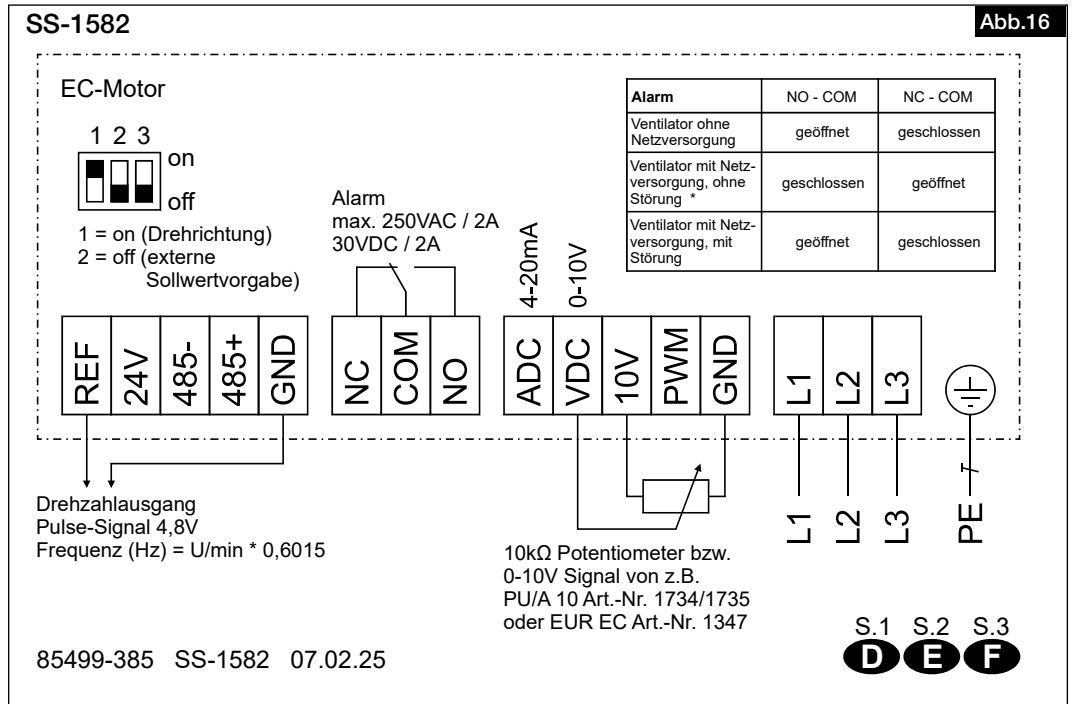 SS-1582
Abb.16
EC-Motor
1 2 3
on
off
1 = on (Drehrichtung)
2 = off (externe
Sollwertvorgabe)
Alarm
max. 250VAC / 2A
30VDC / 2A
4-20mA
0-10V
Alarm NO - COM NC - COM
Ventilator ohne
Netzversorgung
geöffnet geschlossen
Ventilator mit Netz-
versorgung, ohne
Störung *
geschlossen geöffnet
Ventilator mit Netz-
versorgung, mit
Störung
geöffnet geschlossen
REF 24V 485- 485+ GND
NC COM NO
ADC VDC 10V PWM GND
L1 L2 L3
Drehzahlausgang
Pulse-Signal 4,8V
Frequenz (Hz) = U/min * 0,6015
10kΩ Potentiometer bzw.
0-10V Signal von z.B.
PU/A 10 Art.-Nr. 1734/1735
oder EUR EC Art.-Nr. 1347
L1 L2 L3 PE
85499-385 SS-1582 07.02.25
S.1 S.2 S.3
D E F